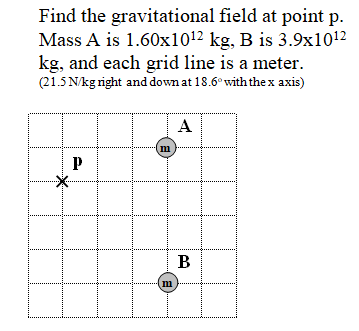 Find the gravitational field at point p.
Mass A is 1.60x10¹² kg, B is 3.9x10¹²
kg, and each grid line is a meter.
(21.5 N/kg right and down at 18.6° with the x axis)
A
m
p
B
m